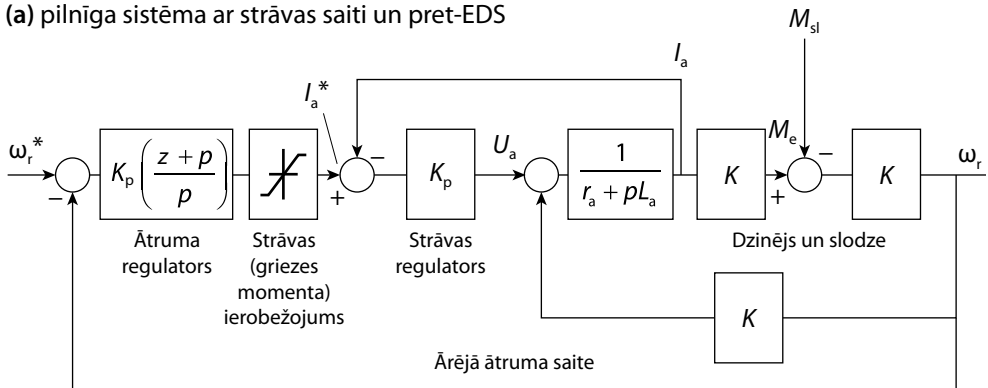 (a) pilnīga sistēma ar strāvas saiti un pret-EDS
M_sl
I_a
I_a*
ω_r*
−
K_p ( z + p / p )
+
−
K_p
U_a
1 / r_a + pL_a
K
M_e
+
−
K
ω_r
Ātruma
regulators
Strāvas
(griezes
momenta)
ierobežojums
Strāvas
regulators
Dzinējs un slodze
K
Ārējā ātruma saite